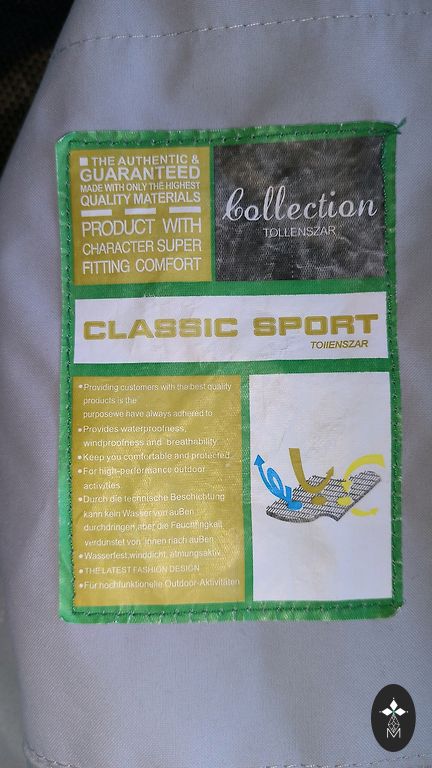 THE AUTHENTIC &
GUARANTEED
MADE WITH ONLY THE HIGHEST
QUALITY MATERIALS
PRODUCT WITH
CHARACTER SUPER
FITTING COMFORT
Collection
TOLLENSZAR
CLASSIC SPORT
TOIIENSZAR
•Providing customers with the best quality
products is the
purposewe have always adhered to
•Provides waterproofness,
windproofness and breathability.
•Keep you comfortable and protected
•For high-performance outdoor
activities.
•Durch die technische Beschichtung
kann kein Wasser von außen
durchdringen,aber die Feuchtigkeit
verdunstet von innen nach außen.
•Wasserfest,winddicht, atmungsaktiv
•THE LATEST FASHION DESIGN
•Für hochfunktionelle Outdoor-Aktivitäten
M